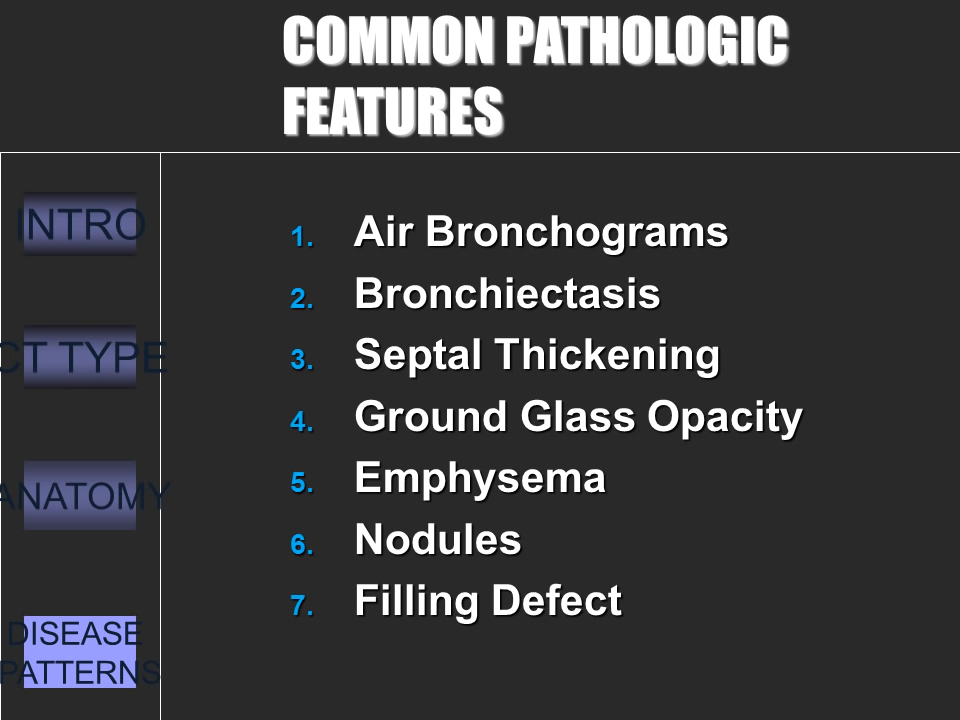 COMMON PATHOLOGIC
FEATURES
INTRO
CT TYPE
ANATOMY
DISEASE
PATTERNS
1. Air Bronchograms
2. Bronchiectasis
3. Septal Thickening
4. Ground Glass Opacity
5. Emphysema
6. Nodules
7. Filling Defect